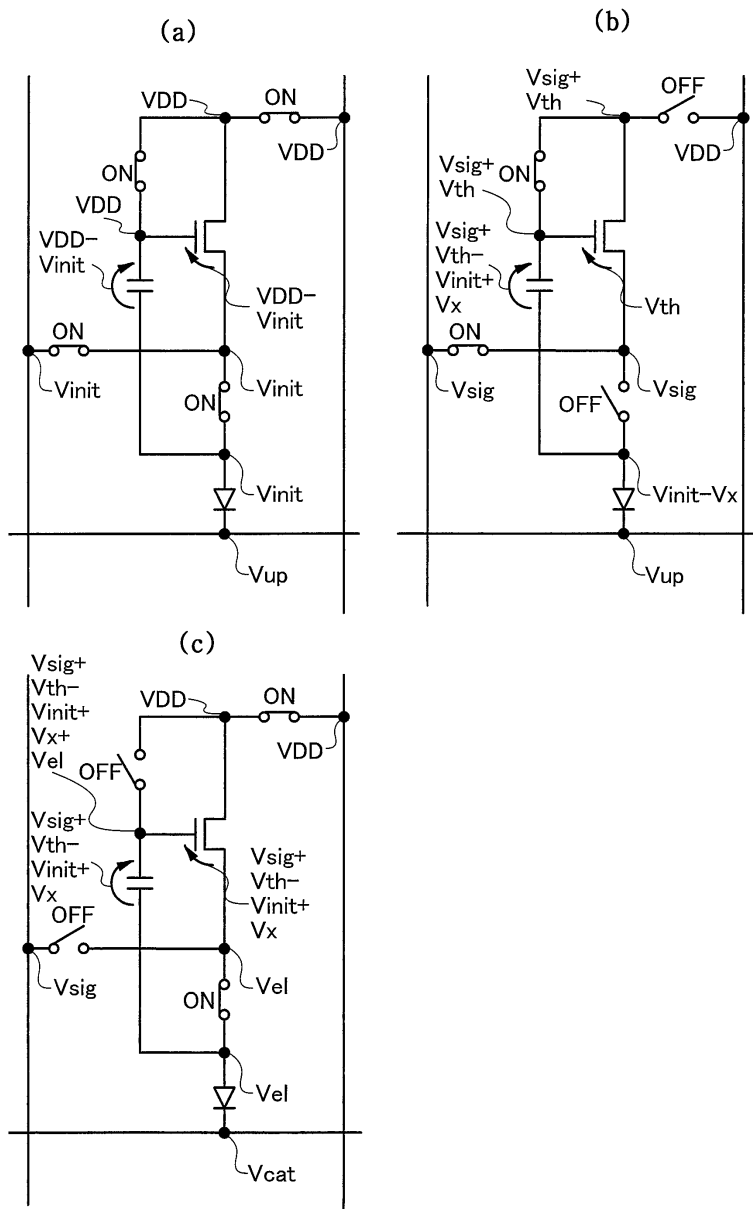 (a)
VDD
ON
VDD
ON
VDD
VDD-
Vinit
VDD-
Vinit
ON
Vinit
Vinit
ON
Vinit
Vup
(b)
Vsig+
Vth
OFF
VDD
ON
Vsig+
Vth
Vsig+
Vth-
Vinit+
Vx
Vth
ON
Vsig
Vsig
OFF
Vinit-Vx
Vup
(c)
Vsig+
Vth-
Vinit+
Vx+
Vel
VDD
ON
VDD
OFF
Vsig+
Vth-
Vinit+
Vx
Vsig+
Vth-
Vinit+
Vx
OFF
Vsig
Vel
ON
Vel
Vcat